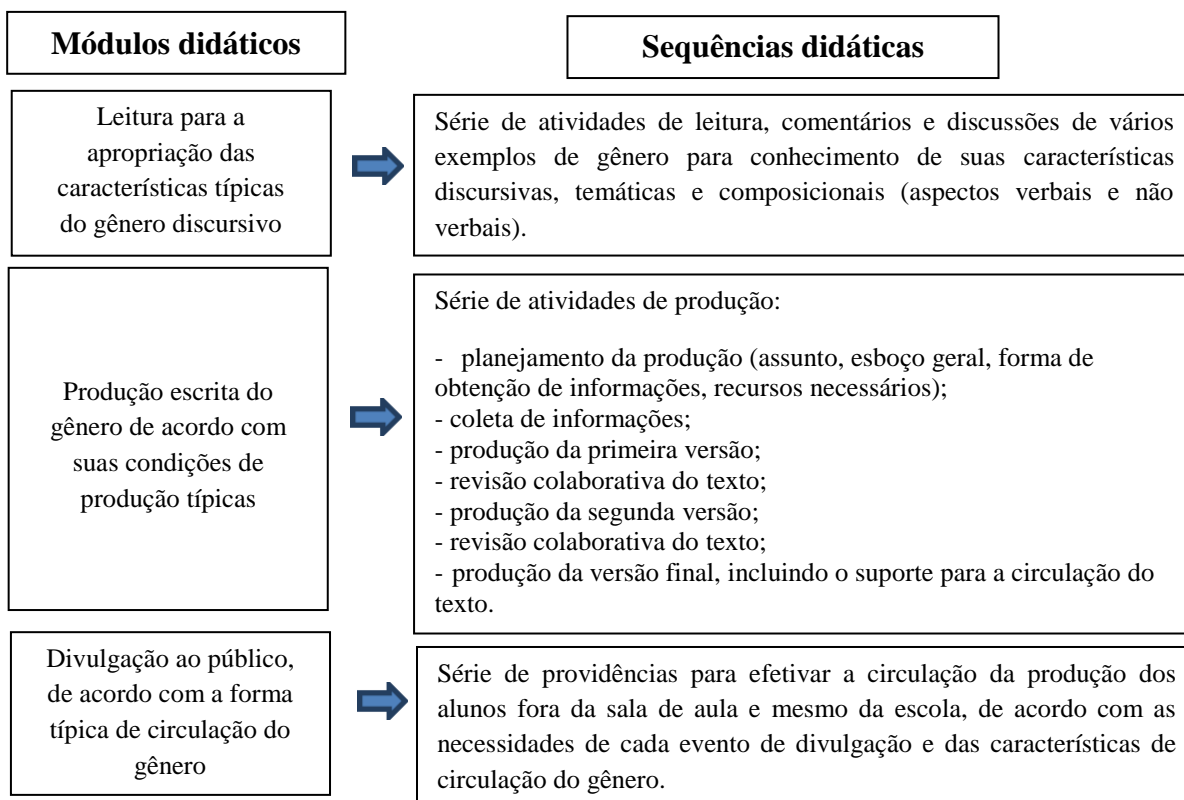 Módulos didáticos
Sequências didáticas
Leitura para a
apropriação das
características típicas
do gênero discursivo
Série de atividades de leitura, comentários e discussões de vários
exemplos de gênero para conhecimento de suas características
discursivas, temáticas e composicionais (aspectos verbais e não
verbais).
Produção escrita do
gênero de acordo com
suas condições de
produção típicas
Série de atividades de produção:
- planejamento da produção (assunto, esboço geral, forma de
obtenção de informações, recursos necessários);
- coleta de informações;
- produção da primeira versão;
- revisão colaborativa do texto;
- produção da segunda versão;
- revisão colaborativa do texto;
- produção da versão final, incluindo o suporte para a circulação do
texto.
Divulgação ao público,
de acordo com a forma
típica de circulação do
gênero
Série de providências para efetivar a circulação da produção dos
alunos fora da sala de aula e mesmo da escola, de acordo com as
necessidades de cada evento de divulgação e das características de
circulação do gênero.